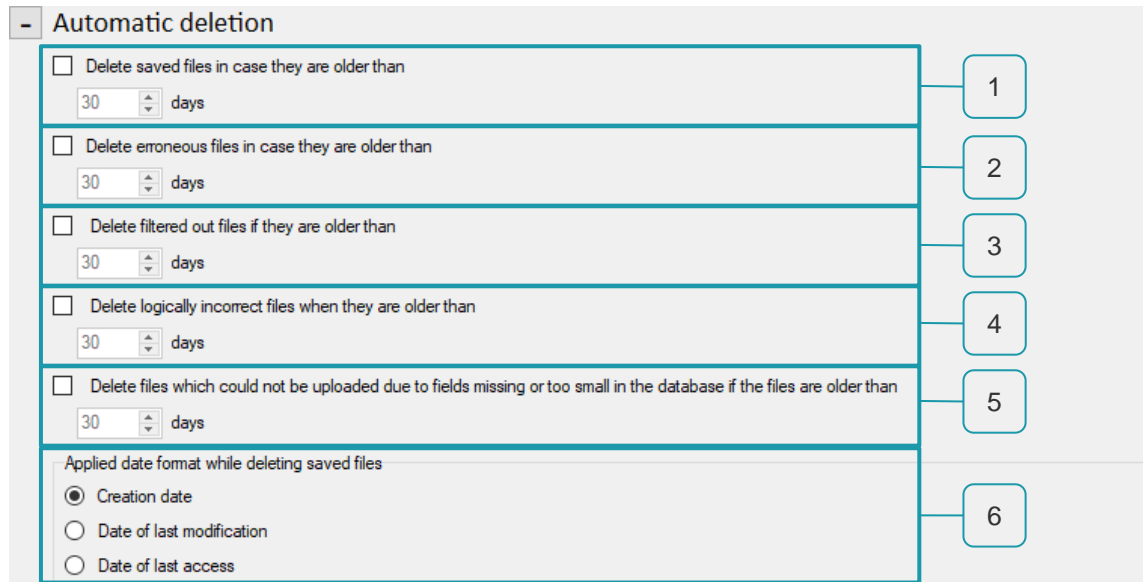 - Automatic deletion
Delete saved files in case they are older than
30 days
1
Delete erroneous files in case they are older than
30 days
2
Delete filtered out files if they are older than
30 days
3
Delete logically incorrect files when they are older than
30 days
4
Delete files which could not be uploaded due to fields missing or too small in the database if the files are older than
30 days
5
Applied date format while deleting saved files
Creation date
Date of last modification
Date of last access
6